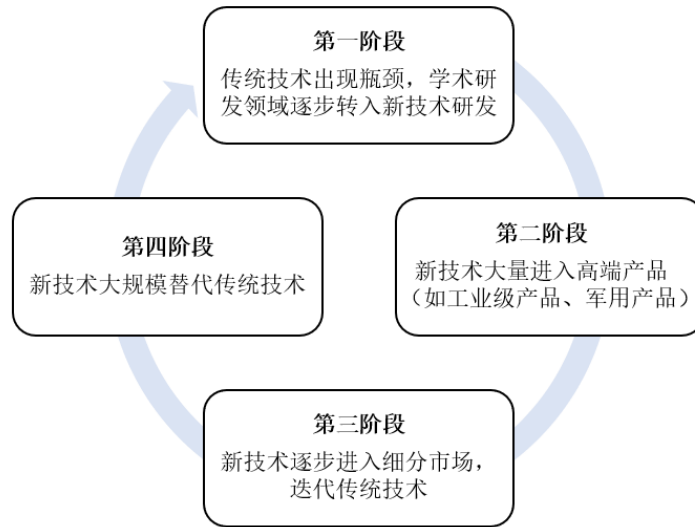 第一阶段
传统技术出现瓶颈，学术研
发领域逐步转入新技术研发
第二阶段
新技术大量进入高端产品
（如工业级产品、军用产品）
第三阶段
新技术逐步进入细分市场，
迭代传统技术
第四阶段
新技术大规模替代传统技术